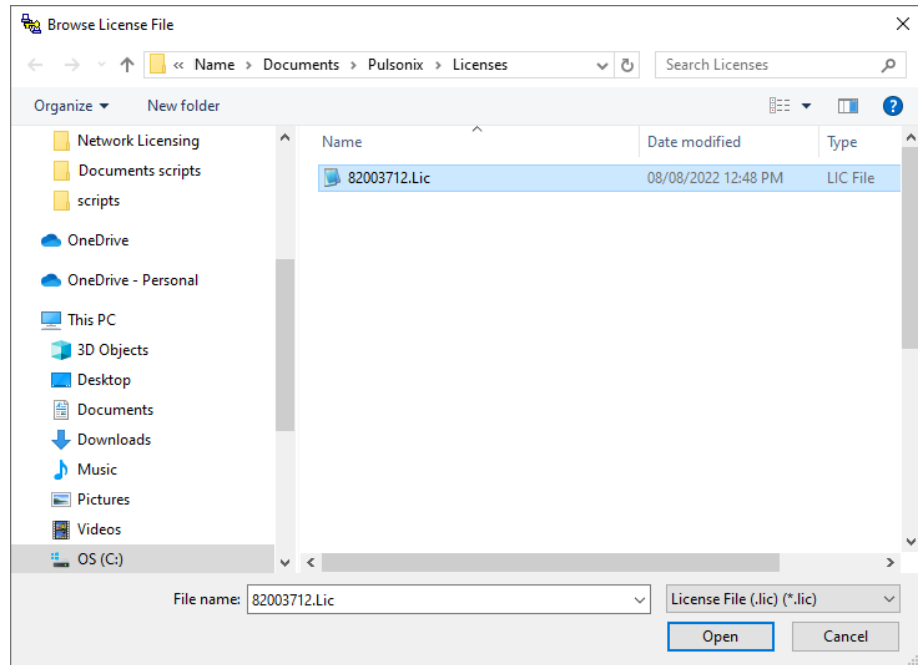 Browse License File
« Name > Documents > Pulsonix > Licenses
Search Licenses
Organize
New folder
Network Licensing
Documents scripts
scripts
OneDrive
OneDrive - Personal
This PC
3D Objects
Desktop
Documents
Downloads
Music
Pictures
Videos
OS (C:)
Name Date modified Type
82003712.Lic 08/08/2022 12:48 PM LIC File
File name: 82003712.Lic License File (.lic) (*.lic)
Open Cancel